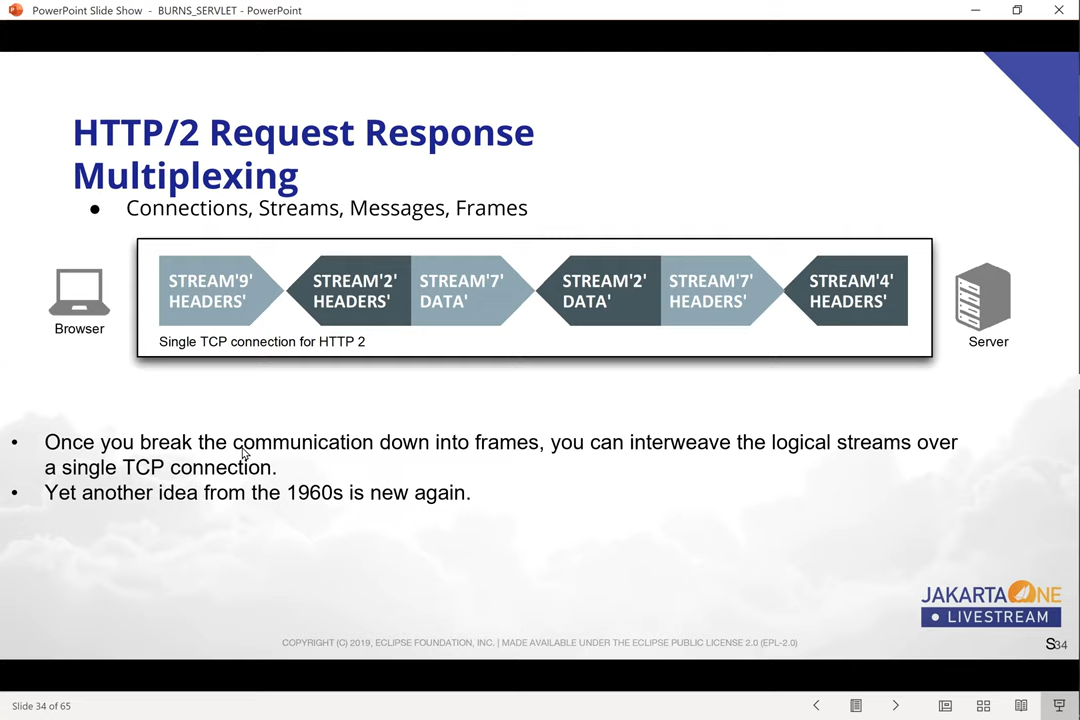 PowerPoint Slide Show - BURNS_SERVLET - PowerPoint
HTTP/2 Request Response
Multiplexing
● Connections, Streams, Messages, Frames
STREAM'9' STREAM'2' STREAM'7' STREAM'2' STREAM'7' STREAM'4'
HEADERS' HEADERS' DATA' DATA' HEADERS' HEADERS'
Browser
Single TCP connection for HTTP 2
Server
• Once you break the communication down into frames, you can interweave the logical streams over
a single TCP connection.
• Yet another idea from the 1960s is new again.
JAKARTA ONE
● LIVESTREAM
COPYRIGHT (C) 2019, ECLIPSE FOUNDATION, INC. | MADE AVAILABLE UNDER THE ECLIPSE PUBLIC LICENSE 2.0 (EPL-2.0)
S34
Slide 34 of 65